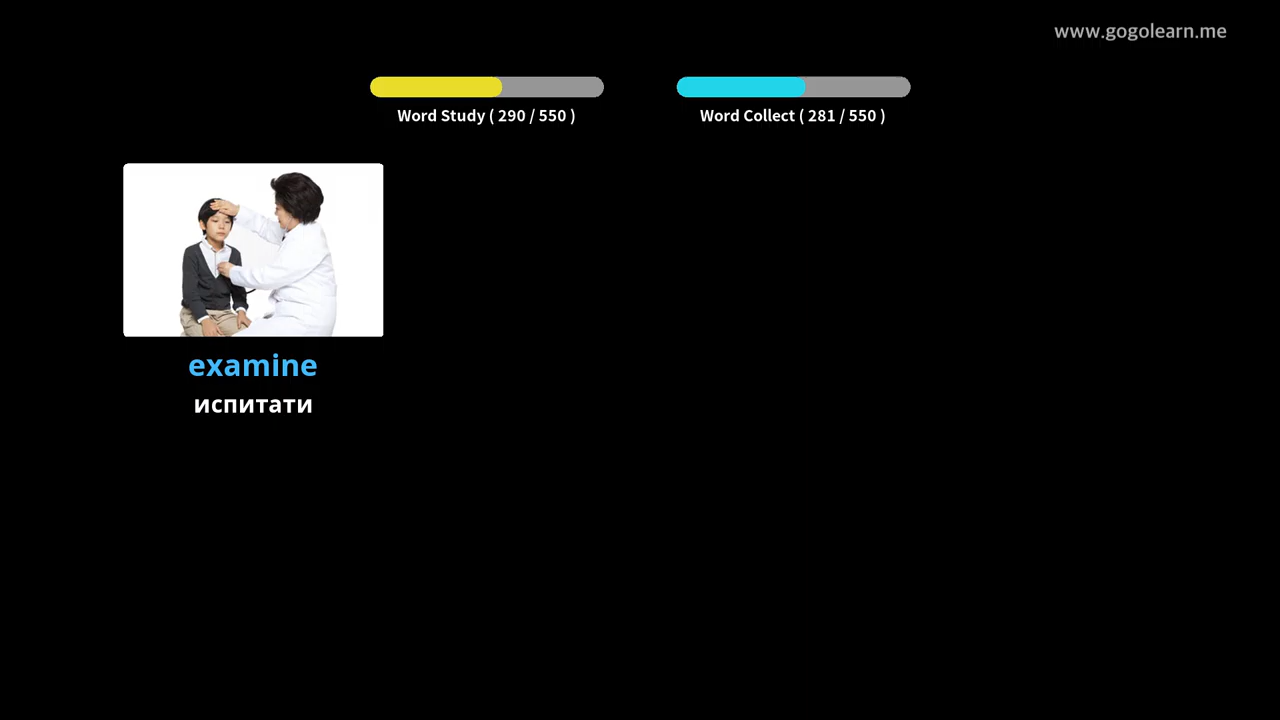 www.gogolearn.me
Word Study ( 290 / 550 )
Word Collect ( 281 / 550 )
examine
испитати